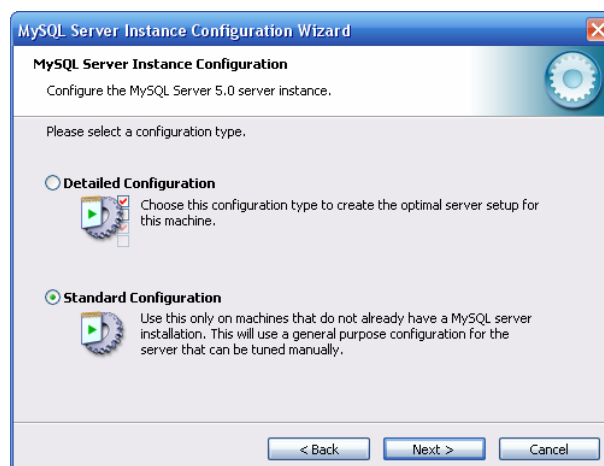 MySQL Server Instance Configuration Wizard
MySQL Server Instance Configuration
Configure the MySQL Server 5.0 server instance.
Please select a configuration type.
Detailed Configuration
Choose this configuration type to create the optimal server setup for
this machine.
Standard Configuration
Use this only on machines that do not already have a MySQL server
installation. This will use a general purpose configuration for the
server that can be tuned manually.
< Back Next > Cancel